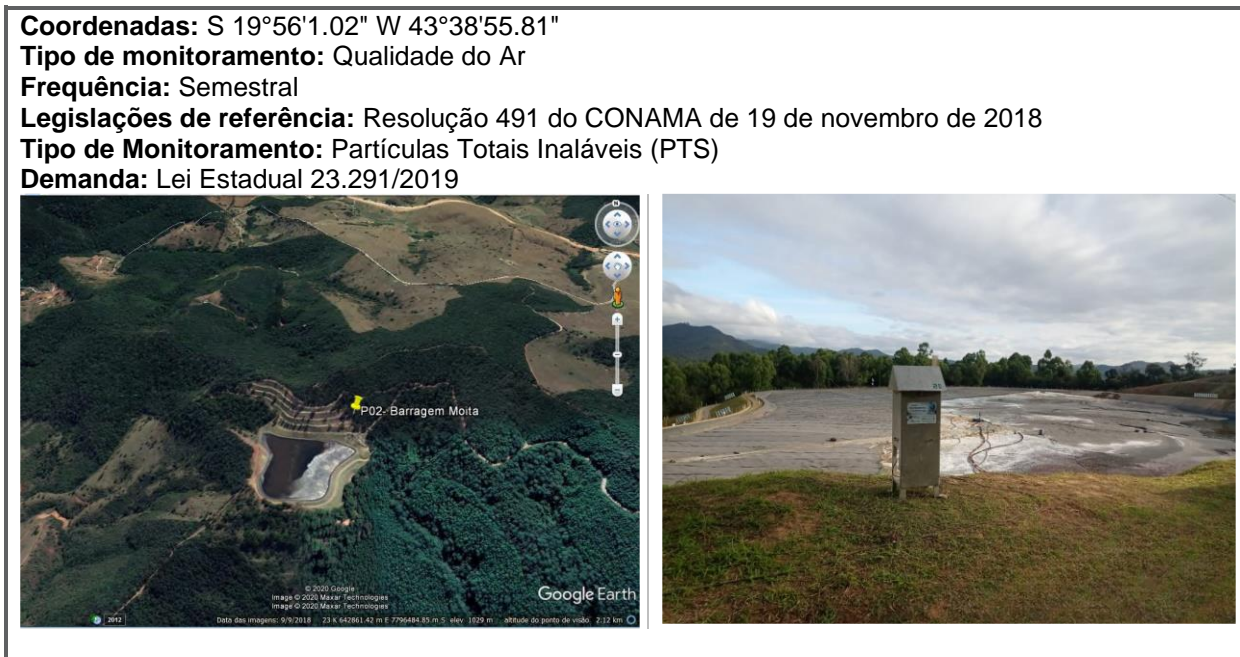 Coordenadas: S 19°56'1.02" W 43°38'55.81"
Tipo de monitoramento: Qualidade do Ar
Frequência: Semestral
Legislações de referência: Resolução 491 do CONAMA de 19 de novembro de 2018
Tipo de Monitoramento: Partículas Totais Inaláveis (PTS)
Demanda: Lei Estadual 23.291/2019
N
P02- Barragem Moita
© 2020 Google
Image © 2020 Maxar Technologies
Image © 2020 Maxar Technologies
Google Earth
2012
Data das imagens: 9/9/2018 23 K 642861.42 m E 7796484.85 m S elev 1029 m altitude do ponto de visão 2.12 km